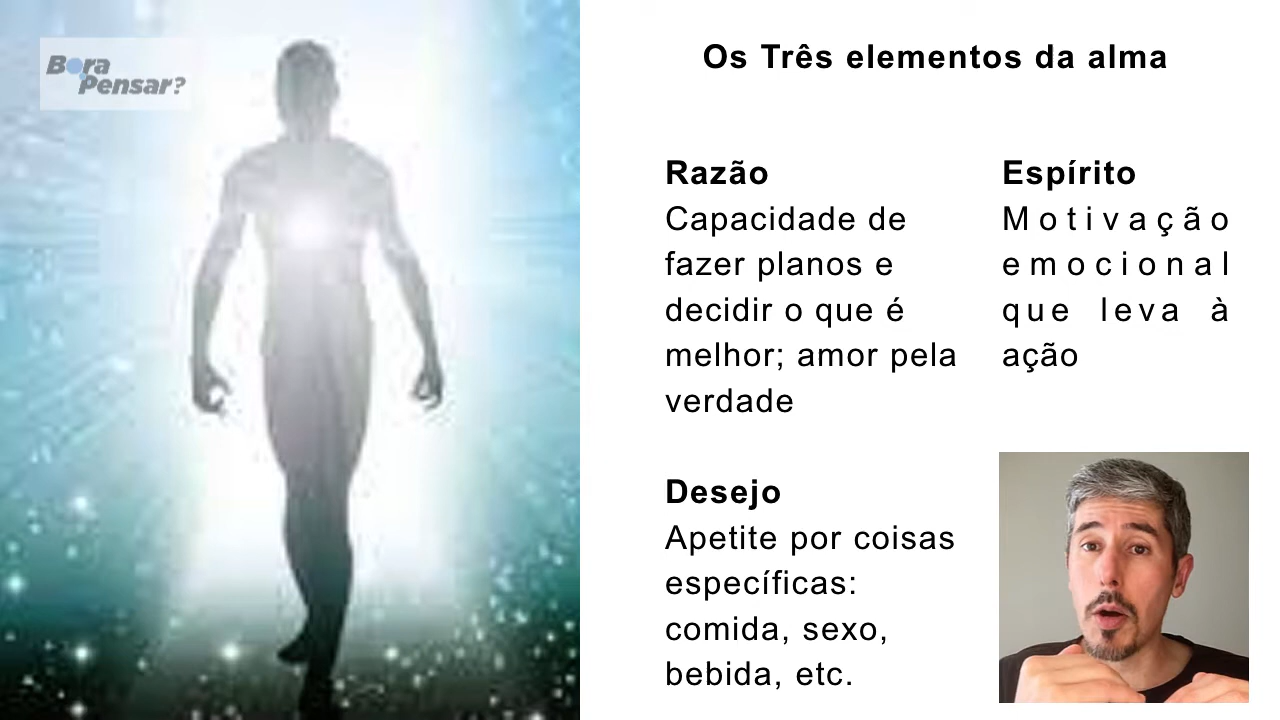 Bora
Pensar?
Os Três elementos da alma
Razão
Capacidade de
fazer planos e
decidir o que é
melhor; amor pela
verdade
Espírito
Motivação
emocional
que leva à
ação
Desejo
Apetite por coisas
específicas:
comida, sexo,
bebida, etc.